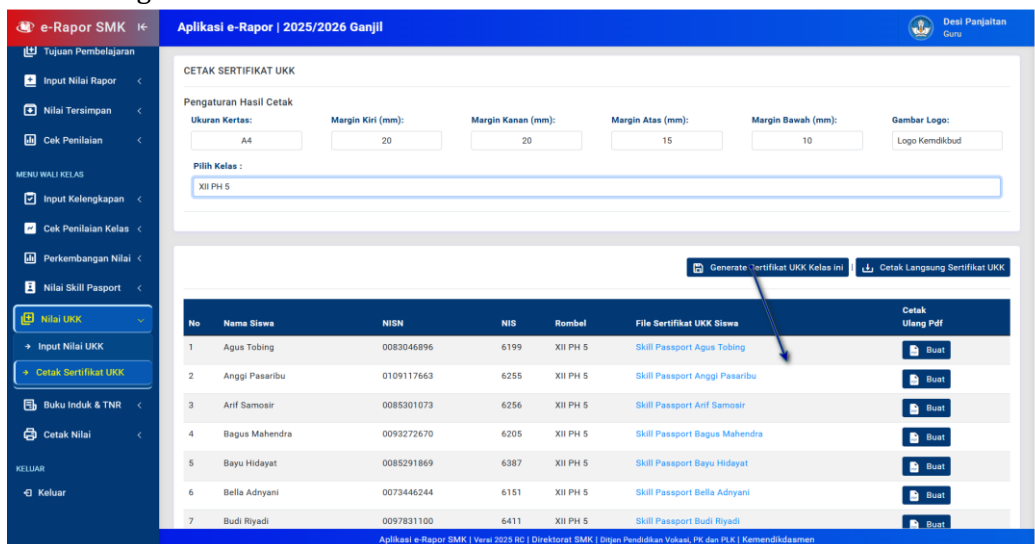 e-Rapor SMK
Aplikasi e-Rapor | 2025/2026 Ganjil
Desi Panjaitan
Guru
Tujuan Pembelajaran
Input Nilai Rapor
Nilai Tersimpan
Cek Penilaian
MENU WALI KELAS
Input Kelengkapan
Cek Penilaian Kelas
Perkembangan Nilai
Nilai Skill Pasport
Nilai UKK
Input Nilai UKK
Cetak Sertifikat UKK
Buku Induk & TNR
Cetak Nilai
KELUAR
Keluar
CETAK SERTIFIKAT UKK
Pengaturan Hasil Cetak
Ukuran Kertas: Margin Kiri (mm): Margin Kanan (mm): Margin Atas (mm): Margin Bawah (mm): Gambar Logo:
A4 20 20 15 10 Logo Kemdikbud
Pilih Kelas :
XII PH 5
Generate Sertifikat UKK Kelas ini | Cetak Langsung Sertifikat UKK
No Nama Siswa NISN NIS Rombel File Sertifikat UKK Siswa Cetak Ulang Pdf
1 Agus Tobing 0083046896 6199 XII PH 5 Skill Passport Agus Tobing Buat
2 Anggi Pasaribu 0109117663 6255 XII PH 5 Skill Passport Anggi Pasaribu Buat
3 Arif Samosir 0085301073 6256 XII PH 5 Skill Passport Arif Samosir Buat
4 Bagus Mahendra 0093272670 6205 XII PH 5 Skill Passport Bagus Mahendra Buat
5 Bayu Hidayat 0085291869 6387 XII PH 5 Skill Passport Bayu Hidayat Buat
6 Bella Adnyani 0073446244 6151 XII PH 5 Skill Passport Bella Adnyani Buat
7 Budi Riyadi 0097831100 6411 XII PH 5 Skill Passport Budi Riyadi Buat
Aplikasi e-Rapor SMK | Versi 2025 RC | Direktorat SMK | Ditjen Pendidikan Vokasi, PK dan PLK | Kemendikdasmen